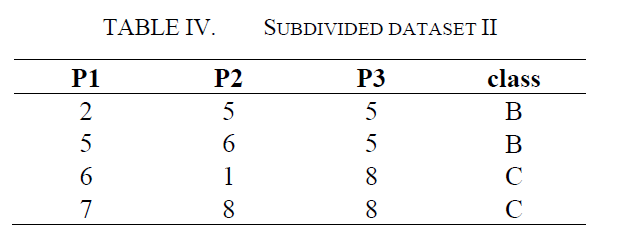 TABLE IV. SUBDIVIDED DATASET II
P1 P2 P3 class
2 5 5 B
5 6 5 B
6 1 8 C
7 8 8 C